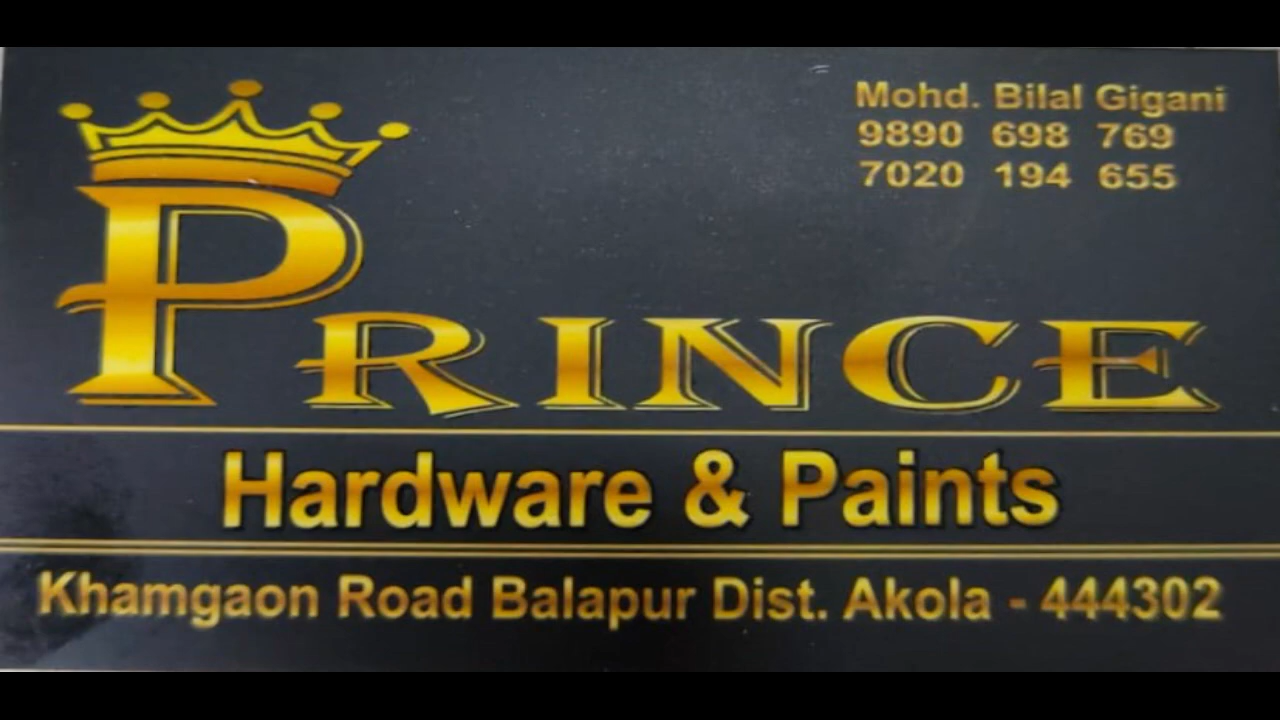 Mohd. Bilal Gigani
9890 698 769
7020 194 655
PRINCE
Hardware & Paints
Khamgaon Road Balapur Dist. Akola - 444302